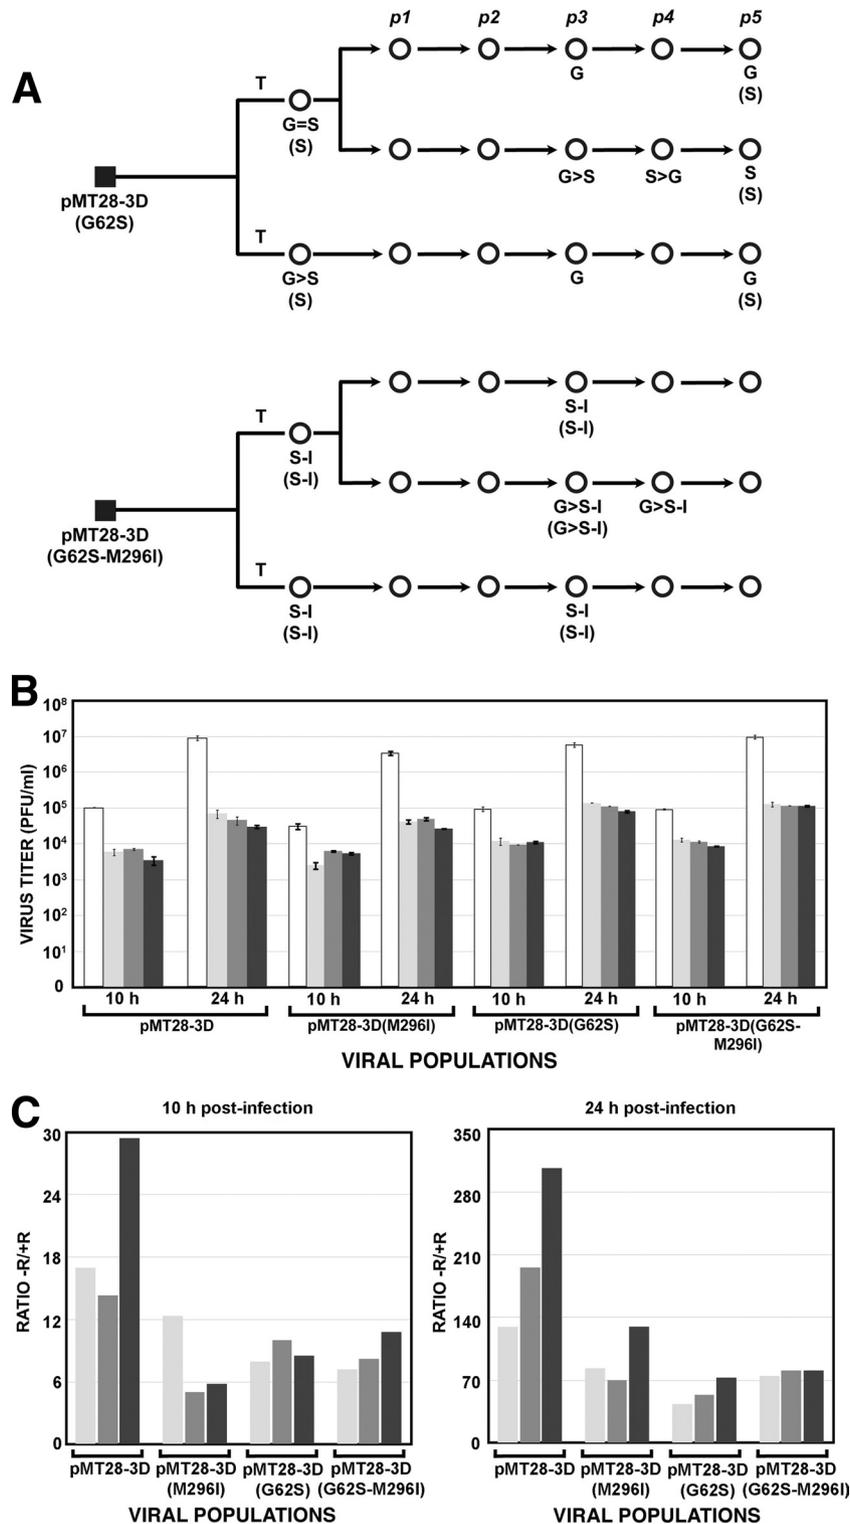 A
p1 p2 p3 p4 p5
G
G
(S)
T
G=S
(S)
G>S
S>G
S
(S)
pMT28-3D
(G62S)
T
G>S
(S)
G
G
(S)
S-I
(S-I)
T
S-I
(S-I)
G>S-I
(G>S-I)
G>S-I
pMT28-3D
(G62S-M296I)
T
S-I
(S-I)
S-I
(S-I)
B
VIRUS TITER (PFU/ml)
10⁸
10⁷
10⁶
10⁵
10⁴
10³
10²
10¹
0
10 h 24 h 10 h 24 h 10 h 24 h 10 h 24 h
pMT28-3D pMT28-3D(M296I) pMT28-3D(G62S) pMT28-3D(G62S-
M296I)
VIRAL POPULATIONS
C
10 h post-infection
RATIO -R/+R
30
24
18
12
6
0
pMT28-3D pMT28-3D pMT28-3D pMT28-3D
(M296I) (G62S) (G62S-M296I)
VIRAL POPULATIONS
24 h post-infection
RATIO -R/+R
350
280
210
140
70
0
pMT28-3D pMT28-3D pMT28-3D pMT28-3D
(M296I) (G62S) (G62S-M296I)
VIRAL POPULATIONS